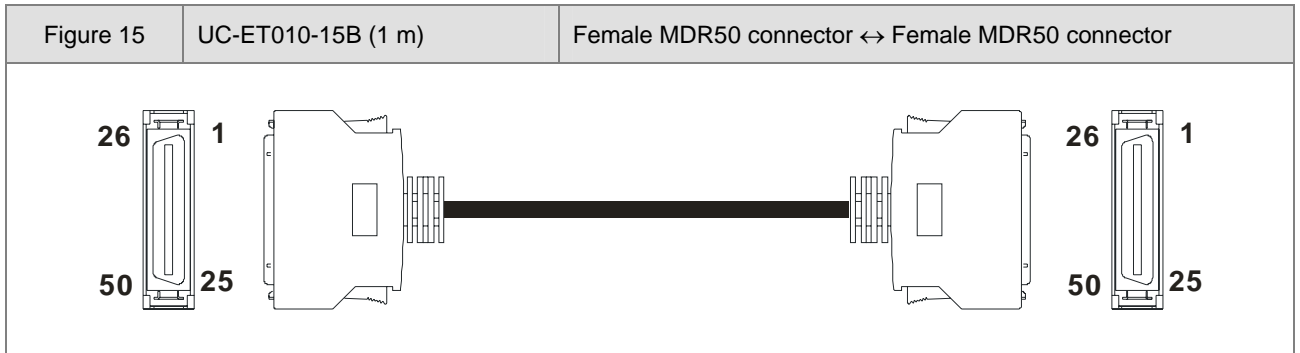 Figure 15 UC-ET010-15B (1 m) Female MDR50 connector ↔ Female MDR50 connector
26 1 26 1
50 25 50 25